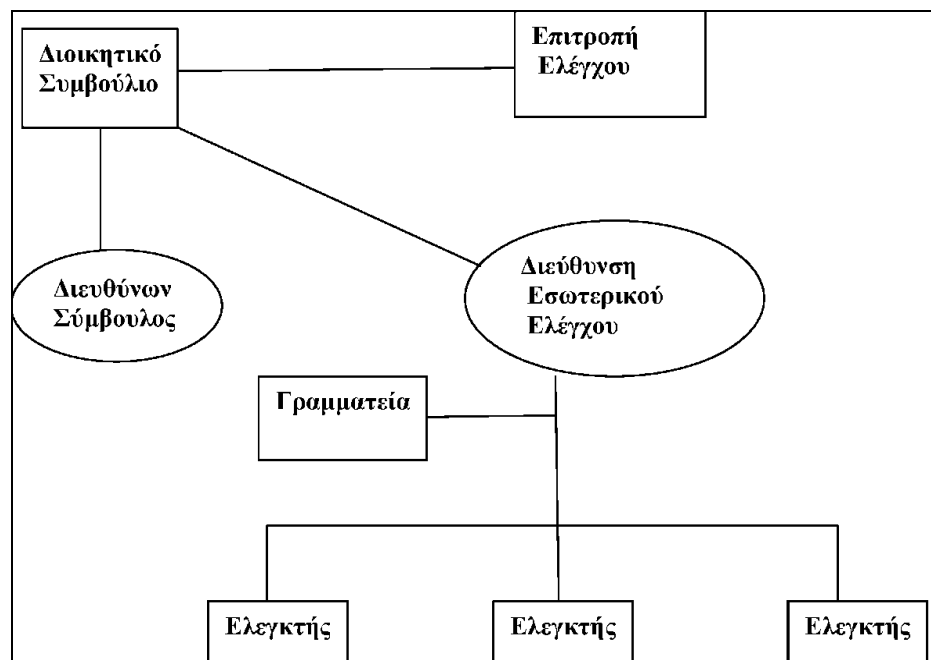 Διοικητικό
Συμβούλιο
Επιτροπή
Ελέγχου
Διευθύνων
Σύμβουλος
Διεύθυνση
Εσωτερικού
Ελέγχου
Γραμματεία
Ελεγκτής
Ελεγκτής
Ελεγκτής